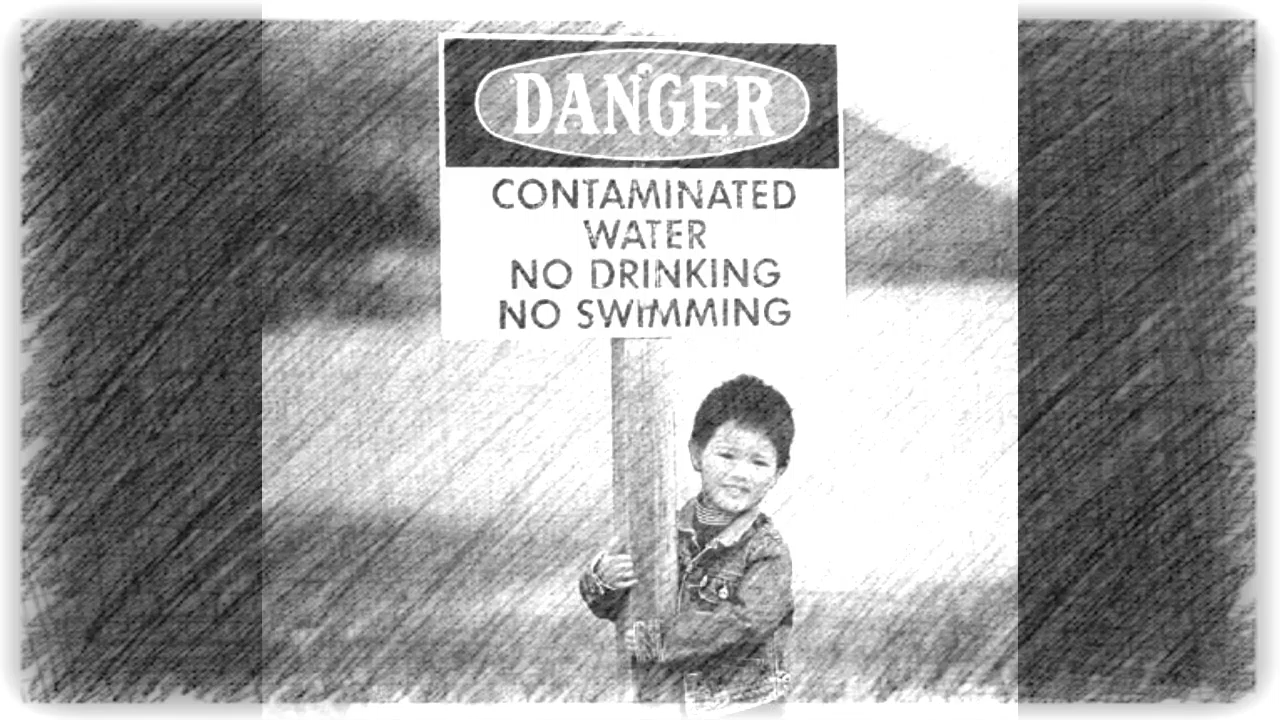 DANGER
CONTAMINATED
WATER
NO DRINKING
NO SWIMMING